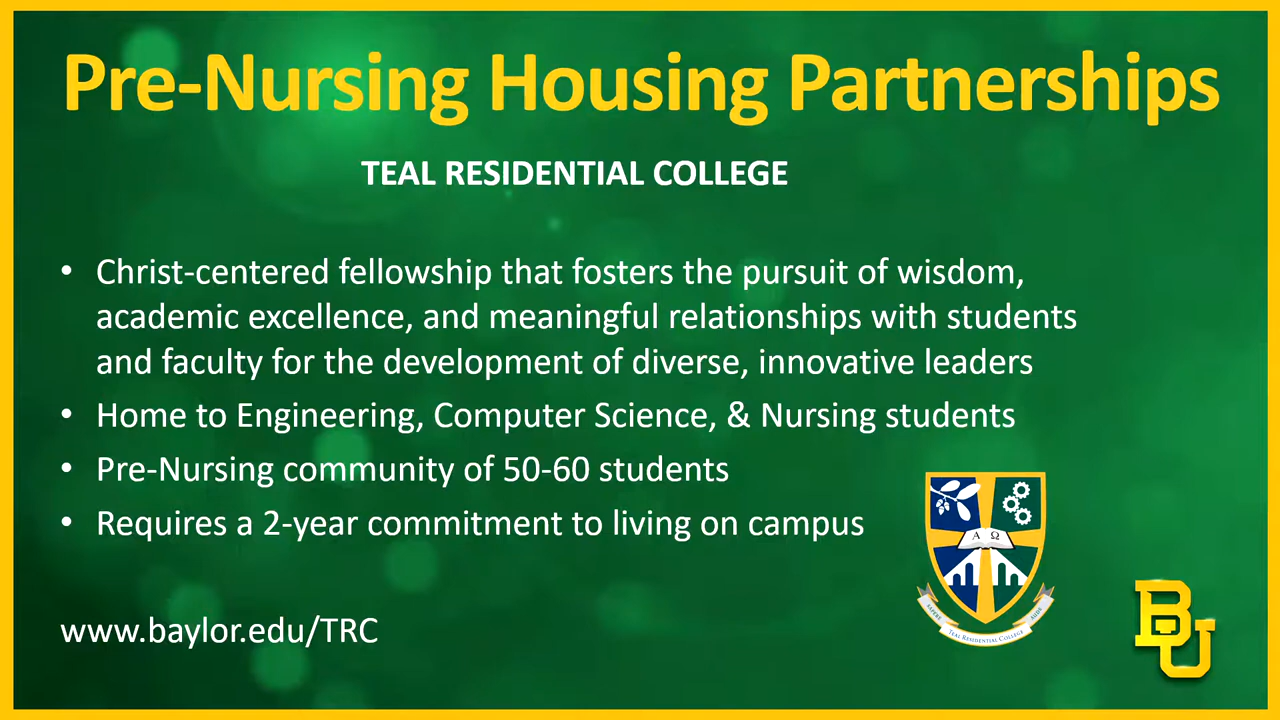 Pre-Nursing Housing Partnerships
TEAL RESIDENTIAL COLLEGE
• Christ-centered fellowship that fosters the pursuit of wisdom,
academic excellence, and meaningful relationships with students
and faculty for the development of diverse, innovative leaders
• Home to Engineering, Computer Science, & Nursing students
• Pre-Nursing community of 50-60 students
• Requires a 2-year commitment to living on campus
Α Ω
SAPERE AUDE
TEAL RESIDENTIAL COLLEGE
www.baylor.edu/TRC
BU